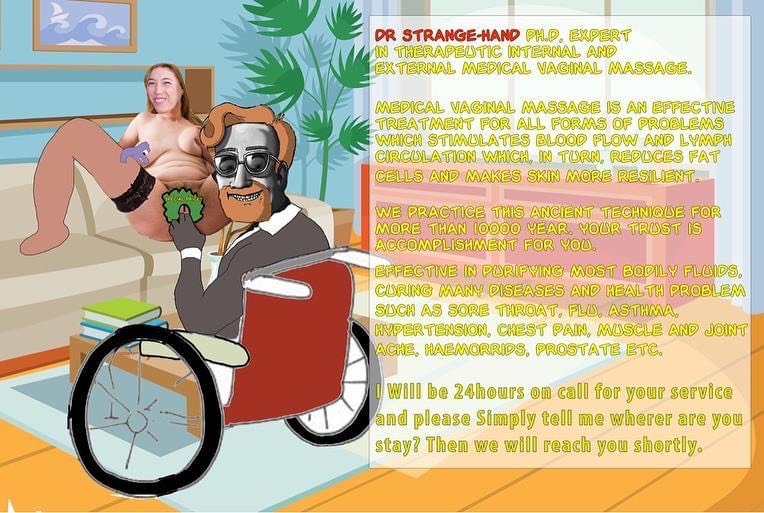 DR STRANGE-HAND PH.D. EXPERT
IN THERAPEUTIC INTERNAL AND
EXTERNAL MEDICAL VAGINAL MASSAGE.
MEDICAL VAGINAL MASSAGE IS AN EFFECTIVE
TREATMENT FOR ALL FORMS OF PROBLEMS
WHICH STIMULATES BLOOD FLOW AND LYMPH
CIRCULATION WHICH, IN TURN, REDUCES FAT
CELLS AND MAKES SKIN MORE RESILIENT.
WE PRACTICE THIS ANCIENT TECHNIQUE FOR
MORE THAN 10000 YEAR. YOUR TRUST IS
ACCOMPLISHMENT FOR YOU.
EFFECTIVE IN PURIFYING MOST BODILY FLUIDS,
CURING MANY DISEASES AND HEALTH PROBLEM
SUCH AS SORE THROAT, FLU, ASTHMA,
HYPERTENSION, CHEST PAIN, MUSCLE AND JOINT
ACHE, HAEMORRIDS, PROSTATE ETC.
I Will be 24hours on call for your service
and please Simply tell me wherer are you
stay? Then we will reach you shortly.
SPECIAL